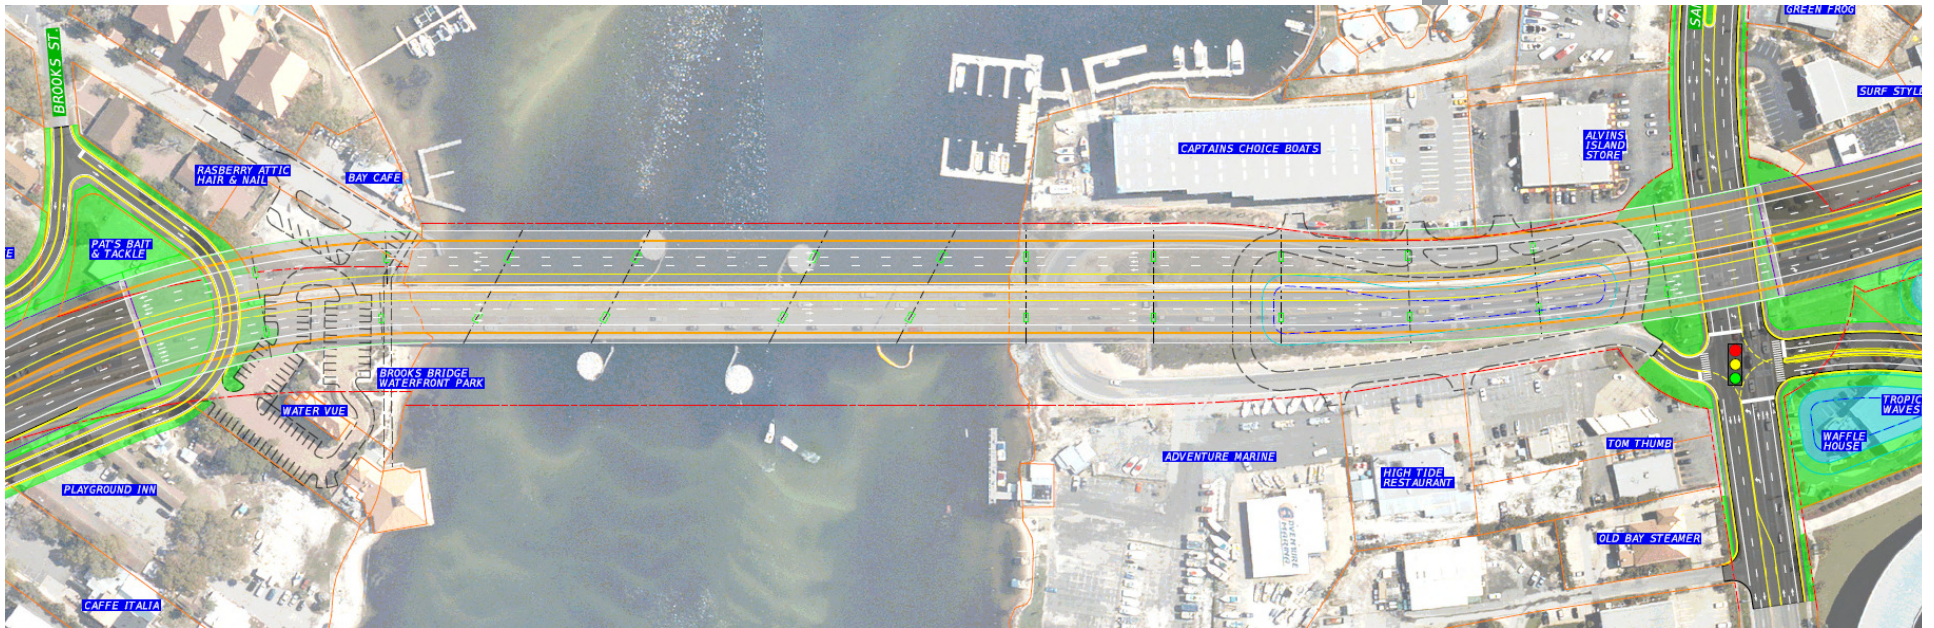 BROOKS ST.
GREEN FROG
SURF STYLE
RASBERRY ATTIC
HAIR & NAIL
BAY CAFE
CAPTAINS CHOICE BOATS
ALVINS
ISLAND
STORE
PAT'S BAIT
& TACKLE
BROOKS BRIDGE
WATERFRONT PARK
WATER VUE
TROPIC
WAVES
WAFFLE
HOUSE
TOM THUMB
ADVENTURE MARINE
HIGH TIDE
RESTAURANT
PLAYGROUND INN
OLD BAY STEAMER
CAFFE ITALIA